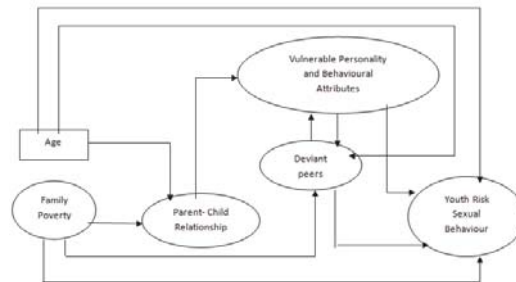 Vulnerable Personality
and Behavioural
Attributes
Age
Deviant
peers
Family
Poverty
Parent- Child
Relationship
Youth Risk
Sexual
Behaviour